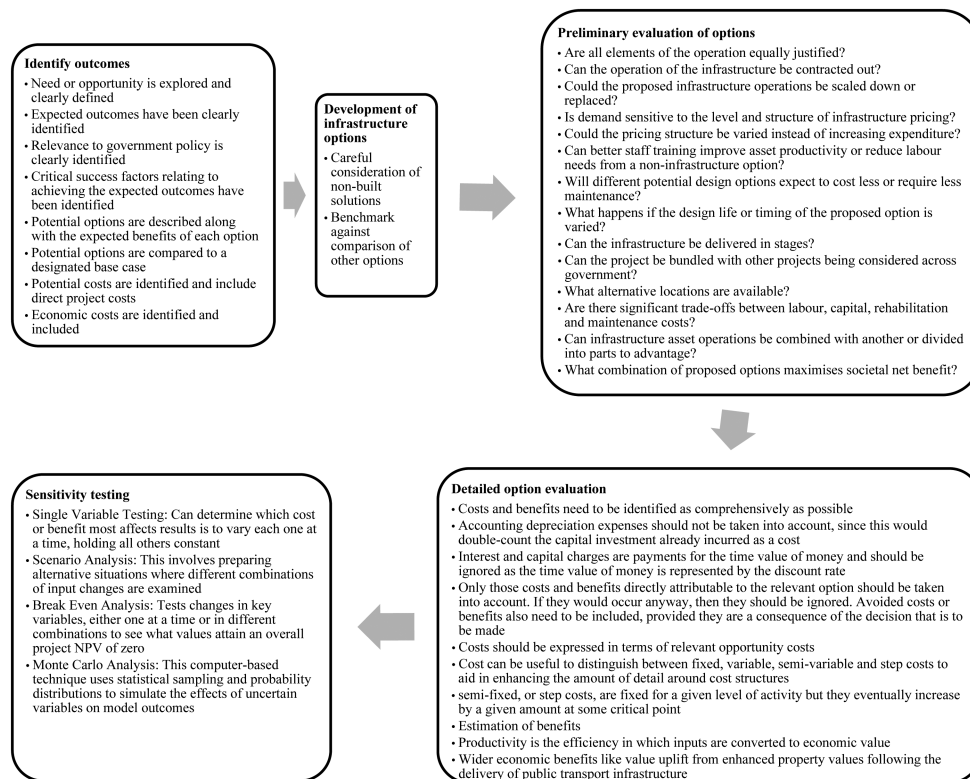 Identify outcomes
• Need or opportunity is explored and
clearly defined
• Expected outcomes have been clearly
identified
• Relevance to government policy is
clearly identified
• Critical success factors relating to
achieving the expected outcomes have
been identified
• Potential options are described along
with the expected benefits of each option
• Potential options are compared to a
designated base case
• Potential costs are identified and include
direct project costs
• Economic costs are identified and
included
Development of
infrastructure
options
• Careful
consideration of
non-built
solutions
• Benchmark
against
comparison of
other options
Preliminary evaluation of options
• Are all elements of the operation equally justified?
• Can the operation of the infrastructure be contracted out?
• Could the proposed infrastructure operations be scaled down or
replaced?
• Is demand sensitive to the level and structure of infrastructure pricing?
• Could the pricing structure be varied instead of increasing expenditure?
• Can better staff training improve asset productivity or reduce labour
needs from a non-infrastructure option?
• Will different potential design options expect to cost less or require less
maintenance?
• What happens if the design life or timing of the proposed option is
varied?
• Can the infrastructure be delivered in stages?
• Can the project be bundled with other projects being considered across
government?
• What alternative locations are available?
• Are there significant trade-offs between labour, capital, rehabilitation
and maintenance costs?
• Can infrastructure asset operations be combined with another or divided
into parts to advantage?
• What combination of proposed options maximises societal net benefit?
Detailed option evaluation
• Costs and benefits need to be identified as comprehensively as possible
• Accounting depreciation expenses should not be taken into account, since this would
double-count the capital investment already incurred as a cost
• Interest and capital charges are payments for the time value of money and should be
ignored as the time value of money is represented by the discount rate
• Only those costs and benefits directly attributable to the relevant option should be taken
into account. If they would occur anyway, then they should be ignored. Avoided costs or
benefits also need to be included, provided they are a consequence of the decision that is to
be made
• Costs should be expressed in terms of relevant opportunity costs
• Cost can be useful to distinguish between fixed, variable, semi-variable and step costs to
aid in enhancing the amount of detail around cost structures
• semi-fixed, or step costs, are fixed for a given level of activity but they eventually increase
by a given amount at some critical point
• Estimation of benefits
• Productivity is the efficiency in which inputs are converted to economic value
• Wider economic benefits like value uplift from enhanced property values following the
delivery of public transport infrastructure
Sensitivity testing
• Single Variable Testing: Can determine which cost
or benefit most affects results is to vary each one at
a time, holding all others constant
• Scenario Analysis: This involves preparing
alternative situations where different combinations
of input changes are examined
• Break Even Analysis: Tests changes in key
variables, either one at a time or in different
combinations to see what values attain an overall
project NPV of zero
• Monte Carlo Analysis: This computer-based
technique uses statistical sampling and probability
distributions to simulate the effects of uncertain
variables on model outcomes